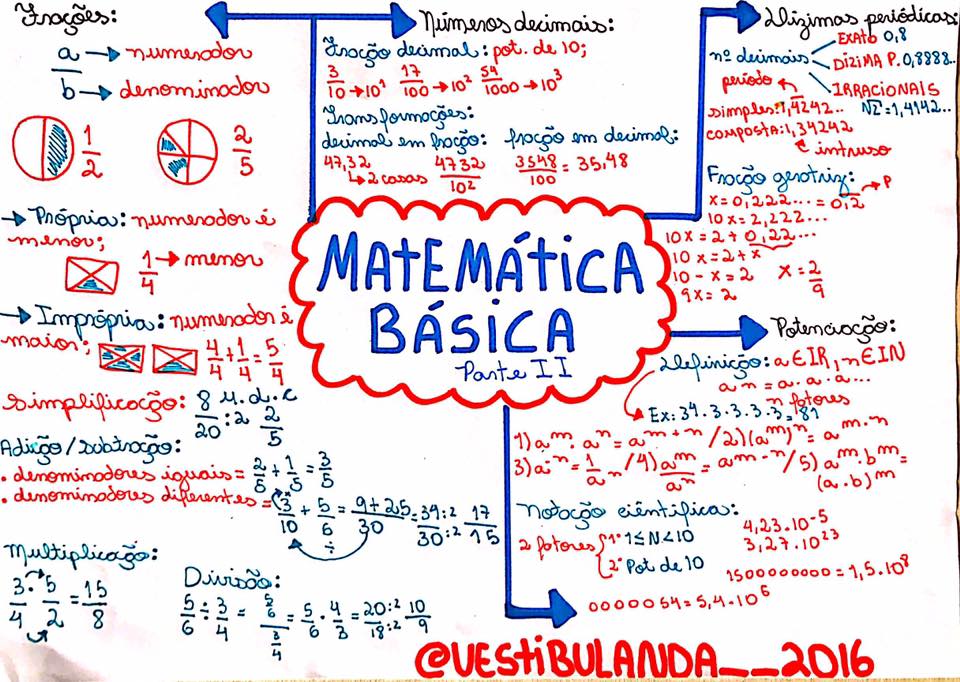 Frações:
a → numerador
b → denominador
1/2
2/5
→ Própria: numerador é
menor;
1/4 → menor
→ Imprópria: numerador é
maior;
4/4 + 1/4 = 5/4
Simplificação: 8/20 :2 2/5 M.d.c
Adição/Subtração:
• denominadores iguais = 2/5 + 1/5 = 3/5
• denominadores diferentes = 3/10 + 5/6 = 9+25/30 = 34:2/30:2 17/15
Multiplicação:
3/4 · 5/2 = 15/8
Divisão:
5/6 ÷ 3/4 = 5/6 / 3/4 = 5/6 · 4/3 = 20:2/18:2 10/9
Números decimais:
Fração decimal: pot. de 10;
3/10 → 10¹ 17/100 → 10² 54/1000 → 10³
Transformações:
decimal em fração: fração em decimal:
47,32 4732/10² 3548/100 = 35,48
↳ 2 casas
MATEMÁTICA
BÁSICA
Parte II
Dízimas periódicas:
nº decimais
EXATO 0,8
DÍZIMA P. 0,8888..
IRRACIONAIS
√2 = 1,4142..
período
simples: 1,4242..
composta: 1,34242
intruso
Fração geratriz:
x = 0,222... = 0,2 → P
10x = 2,222...
10x = 2 + 0,22...
10x = 2 + x
10 - x = 2 x = 2/9
9x = 2
Potenciação:
Definição: a ∈ IR, n ∈ IN
aⁿ = a. a. a...
n fatores
Ex: 3⁴. 3. 3. 3. 3 = 81
1) aᵐ. aⁿ = aᵐ⁺ⁿ / 2) (aᵐ)ⁿ = aᵐ·ⁿ
3) a⁻ⁿ = 1/aⁿ / 4) aᵐ/aⁿ = aᵐ⁻ⁿ / 5) aᵐ. bᵐ =
(a. b)ᵐ
Notação científica:
2 fatores
1º 1 ≤ N < 10
2º Pot de 10
4,23. 10⁻⁵
3,27. 10²³
1500000000 = 1,5. 10⁸
00000054 = 5,4. 10⁶
@VESTIBULANDA__2016